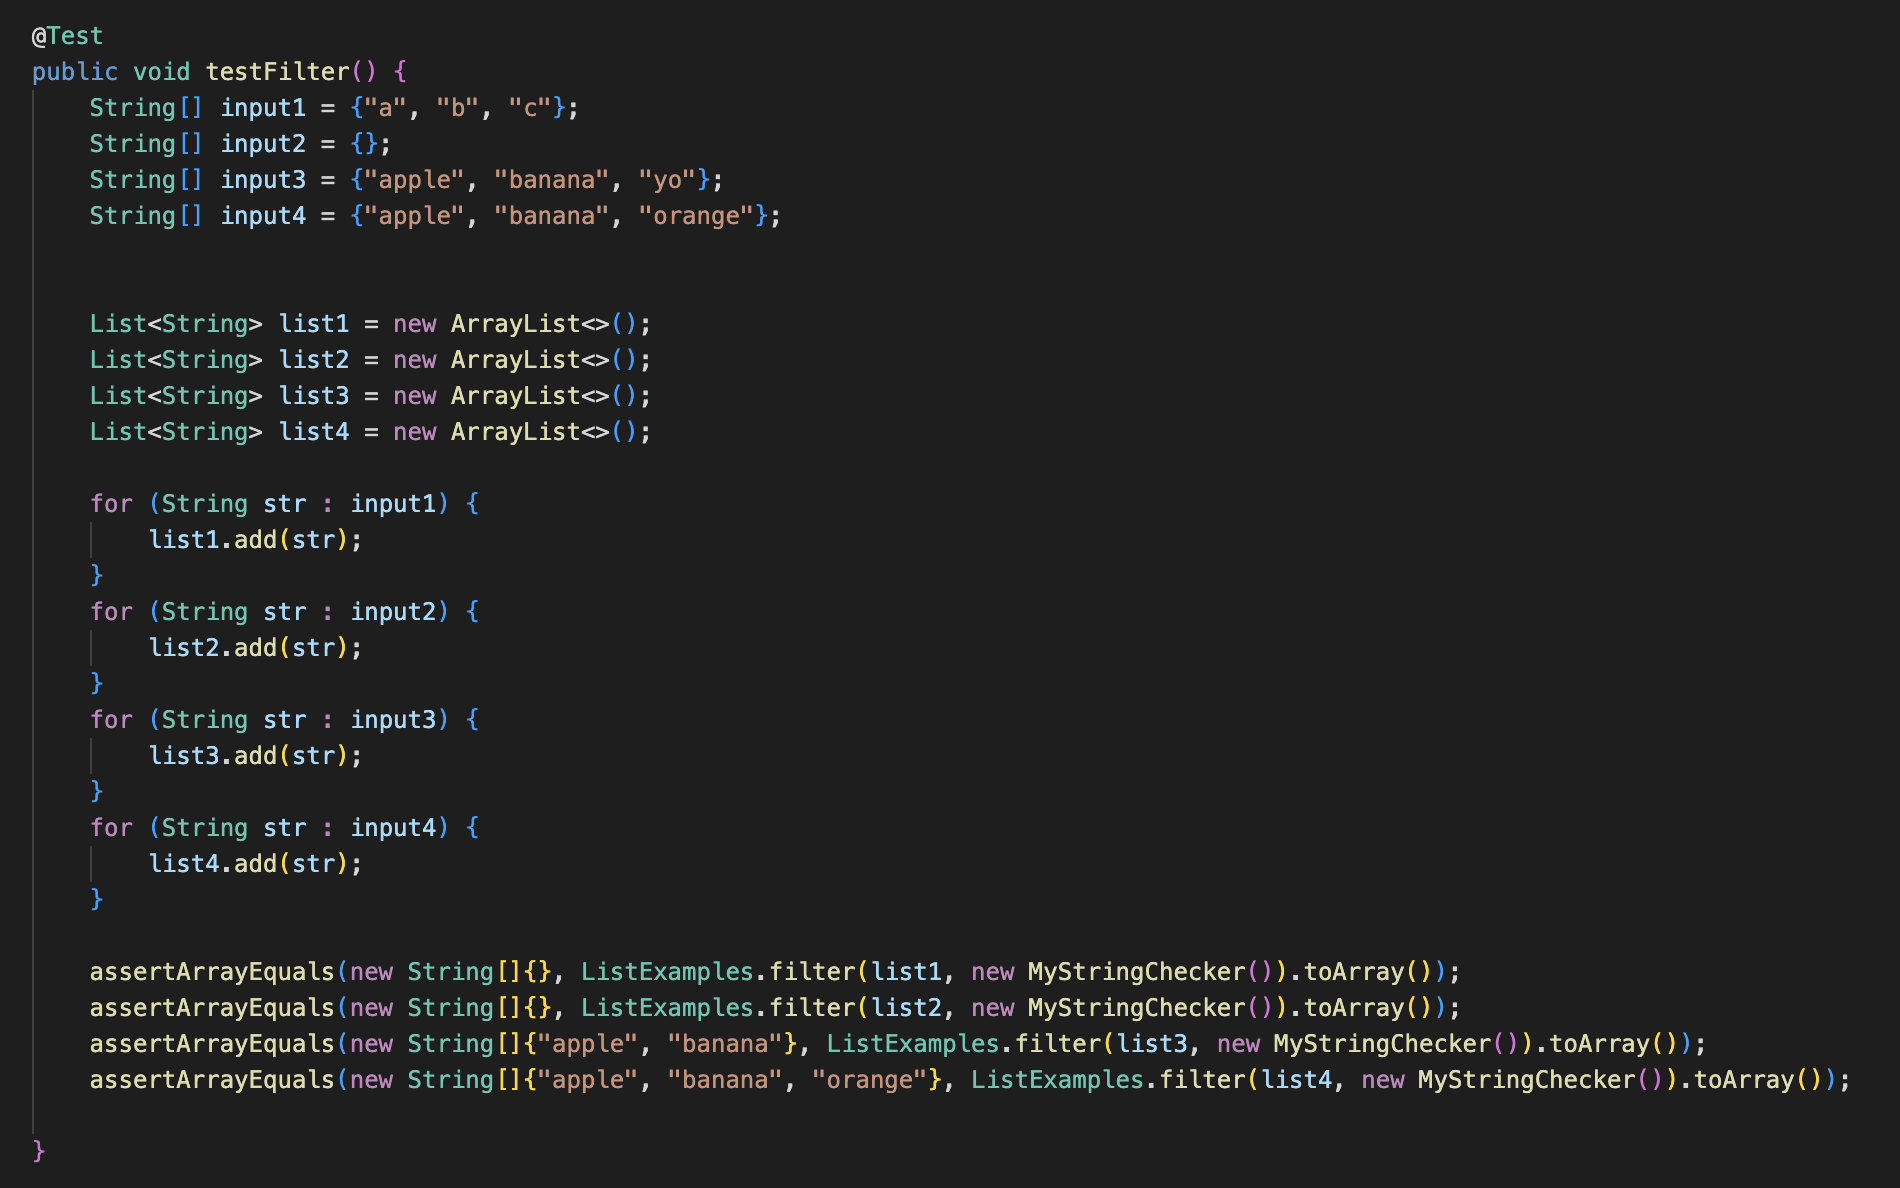 @Test
public void testFilter() {
    String[] input1 = {"a", "b", "c"};
    String[] input2 = {};
    String[] input3 = {"apple", "banana", "yo"};
    String[] input4 = {"apple", "banana", "orange"};
    List<String> list1 = new ArrayList<>();
    List<String> list2 = new ArrayList<>();
    List<String> list3 = new ArrayList<>();
    List<String> list4 = new ArrayList<>();
    for (String str : input1) {
        list1.add(str);
    }
    for (String str : input2) {
        list2.add(str);
    }
    for (String str : input3) {
        list3.add(str);
    }
    for (String str : input4) {
        list4.add(str);
    }
    assertArrayEquals(new String[]{}, ListExamples.filter(list1, new MyStringChecker()).toArray());
    assertArrayEquals(new String[]{}, ListExamples.filter(list2, new MyStringChecker()).toArray());
    assertArrayEquals(new String[]{"apple", "banana"}, ListExamples.filter(list3, new MyStringChecker()).toArray());
    assertArrayEquals(new String[]{"apple", "banana", "orange"}, ListExamples.filter(list4, new MyStringChecker()).toArray());
}